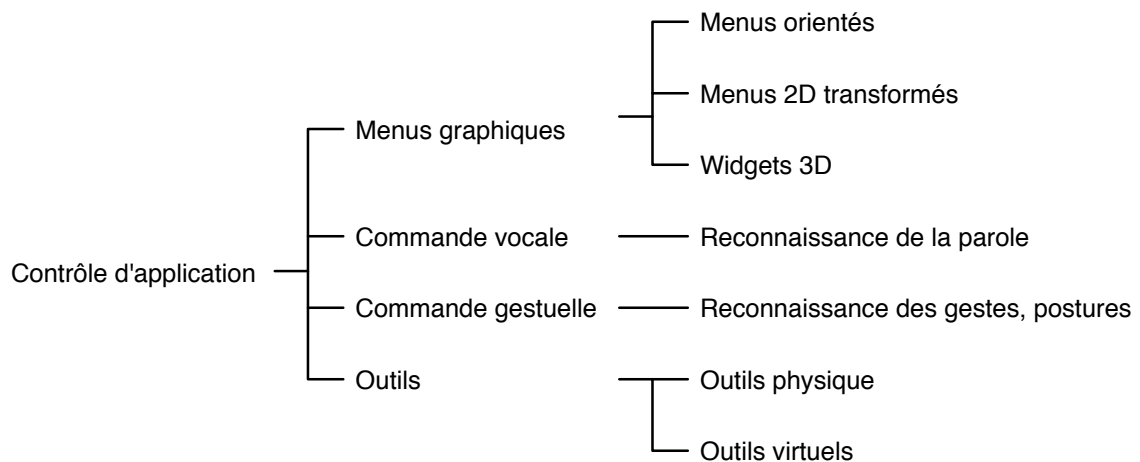 Menus orientés
Menus 2D transformés
Menus graphiques
Widgets 3D
Commande vocale
Reconnaissance de la parole
Contrôle d'application
Commande gestuelle
Reconnaissance des gestes, postures
Outils
Outils physique
Outils virtuels